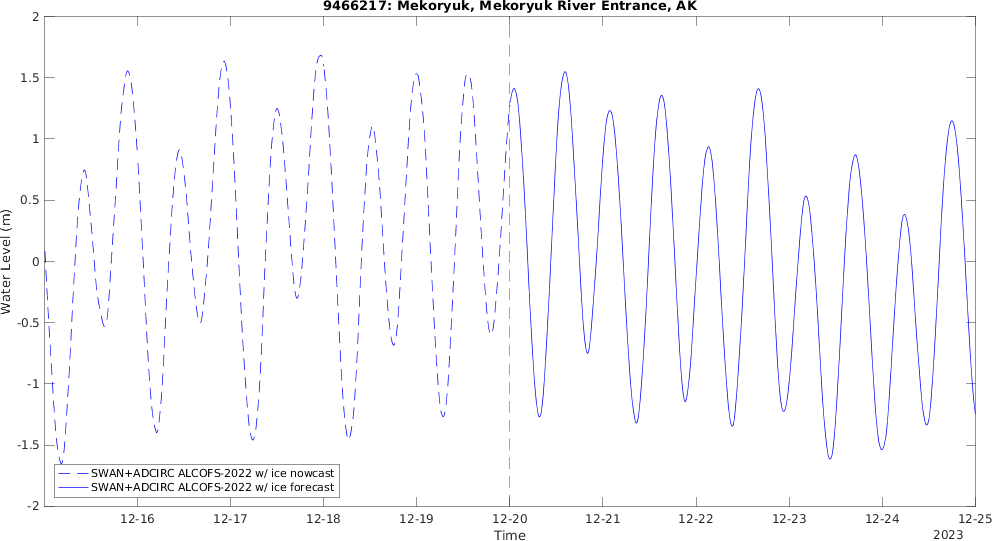 9466217: Mekoryuk, Mekoryuk River Entrance, AK
2
1.5
1
0.5
0
-0.5
-1
-1.5
-2
Water Level (m)
SWAN+ADCIRC ALCOFS-2022 w/ ice nowcast
SWAN+ADCIRC ALCOFS-2022 w/ ice forecast
12-16 12-17 12-18 12-19 12-20 12-21 12-22 12-23 12-24 12-25
Time
2023